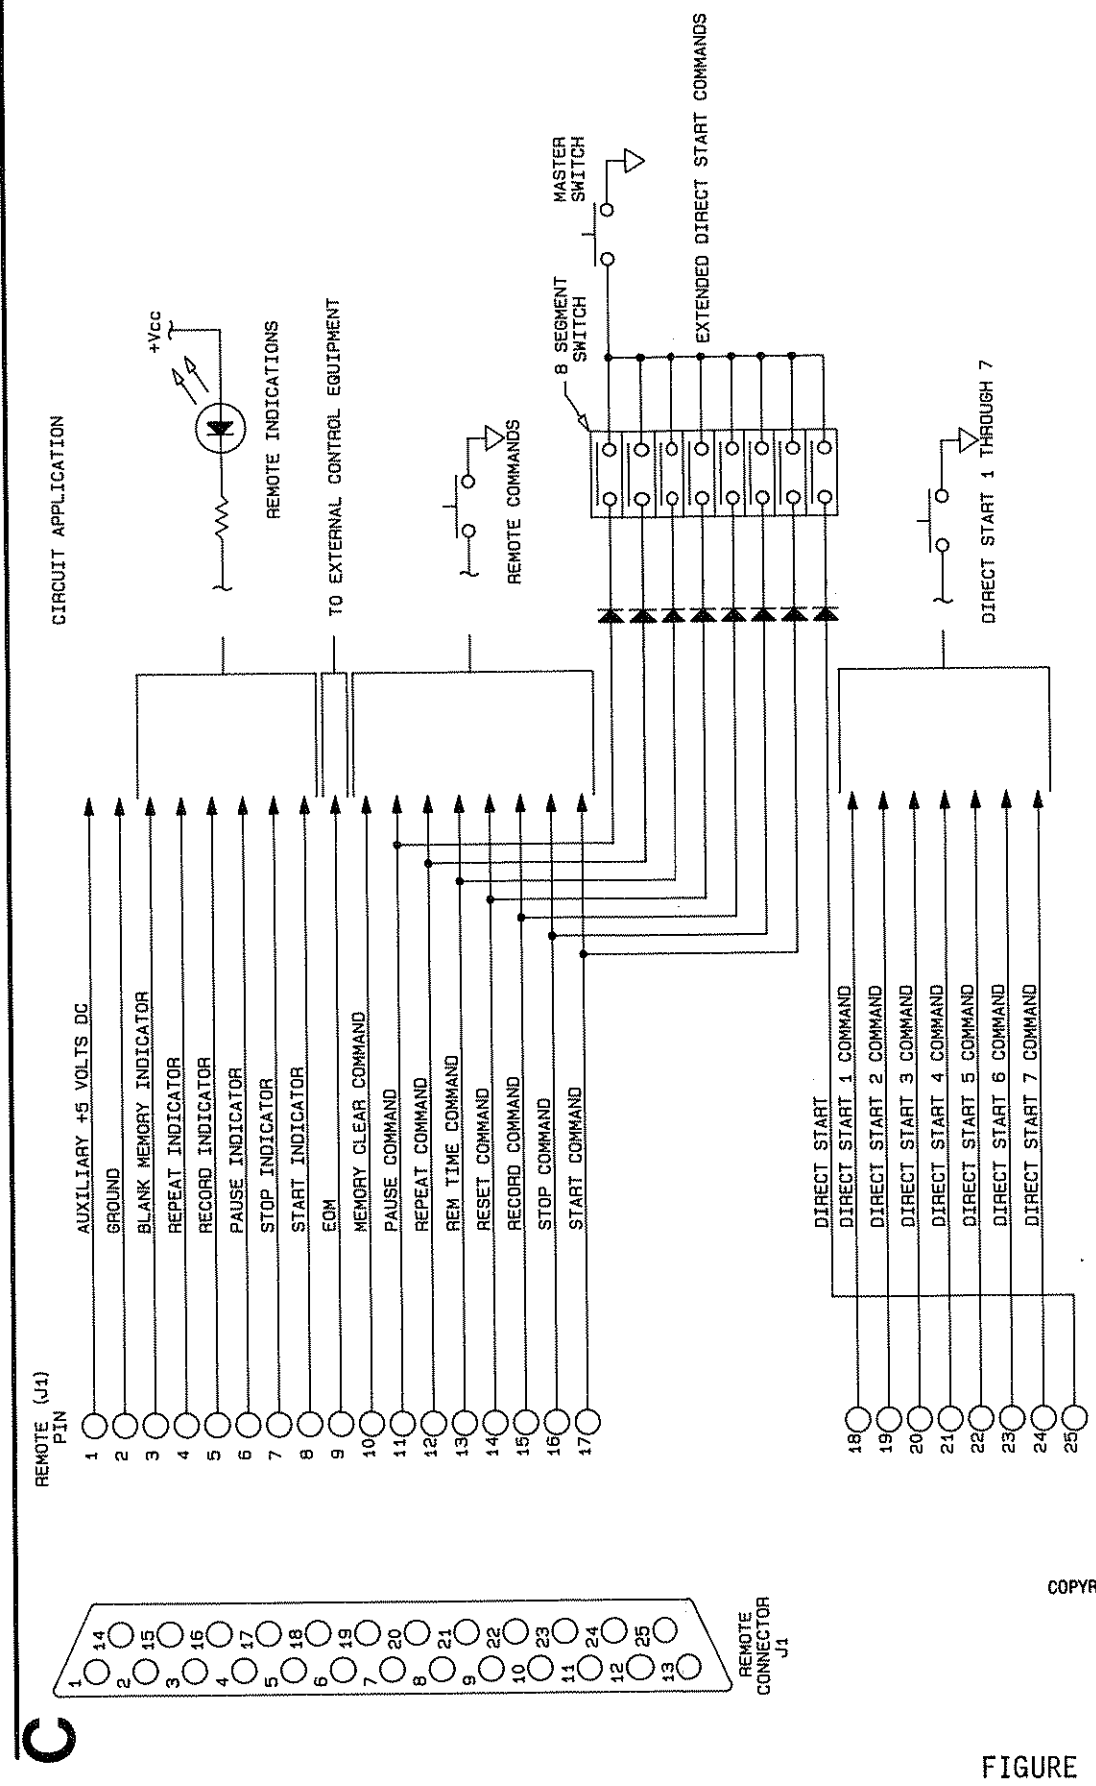 C
CIRCUIT APPLICATION
REMOTE (J1)
PIN
1 AUXILIARY +5 VOLTS DC
2 GROUND
3 BLANK MEMORY INDICATOR
4 REPEAT INDICATOR
5 RECORD INDICATOR
6 PAUSE INDICATOR
7 STOP INDICATOR
8 START INDICATOR
9 EOM
10 MEMORY CLEAR COMMAND
11 PAUSE COMMAND
12 REPEAT COMMAND
13 REM TIME COMMAND
14 RESET COMMAND
15 RECORD COMMAND
16 STOP COMMAND
17 START COMMAND
DIRECT START
18 DIRECT START 1 COMMAND
19 DIRECT START 2 COMMAND
20 DIRECT START 3 COMMAND
21 DIRECT START 4 COMMAND
22 DIRECT START 5 COMMAND
23 DIRECT START 6 COMMAND
24 DIRECT START 7 COMMAND
25
+Vcc
REMOTE INDICATIONS
TO EXTERNAL CONTROL EQUIPMENT
REMOTE COMMANDS
8 SEGMENT
SWITCH
MASTER
SWITCH
EXTENDED DIRECT START COMMANDS
DIRECT START 1 THROUGH 7
14 15 16 17 18 19 20 21 22 23 24 25
1 2 3 4 5 6 7 8 9 10 11 12 13
REMOTE
CONNECTOR
J1
COPYR
FIGURE